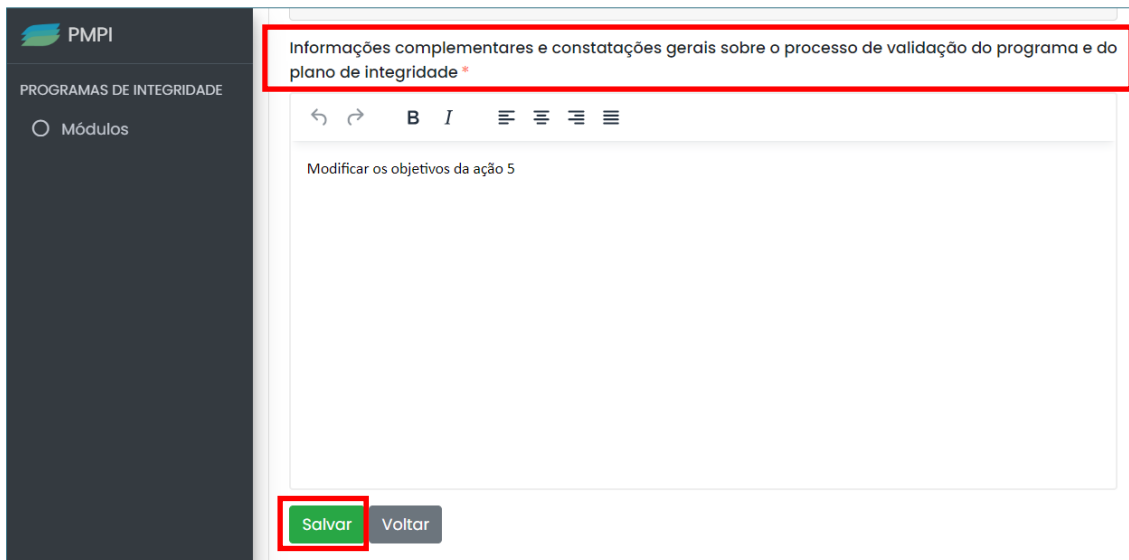 PMPI
PROGRAMAS DE INTEGRIDADE
Módulos
Informações complementares e constatações gerais sobre o processo de validação do programa e do
plano de integridade *
B I
Modificar os objetivos da ação 5
Salvar Voltar